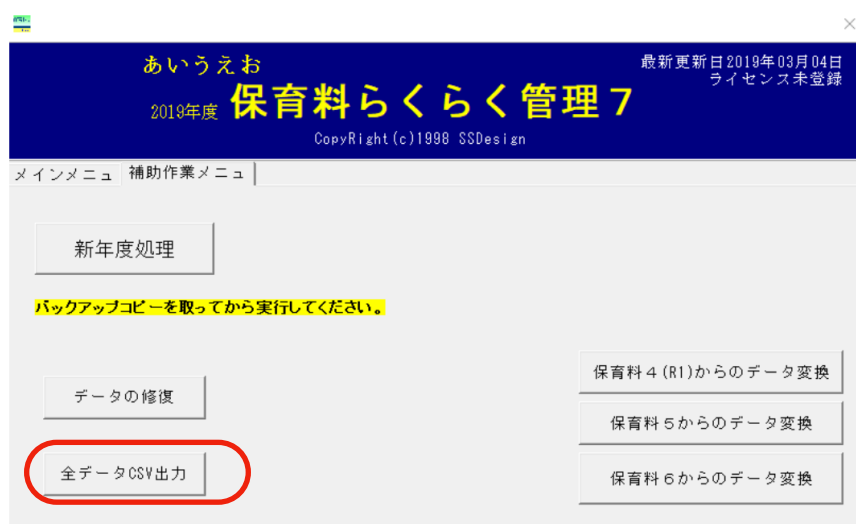 あいうえお
最新更新日2019年03月04日
ライセンス未登録
2019年度 保育料らくらく管理7
CopyRight(c)1998 SSDesign
メインメニュ 補助作業メニュ
新年度処理
バックアップコピーを取ってから実行してください。
保育料4(R1)からのデータ変換
データの修復
保育料5からのデータ変換
全データCSV出力
保育料6からのデータ変換